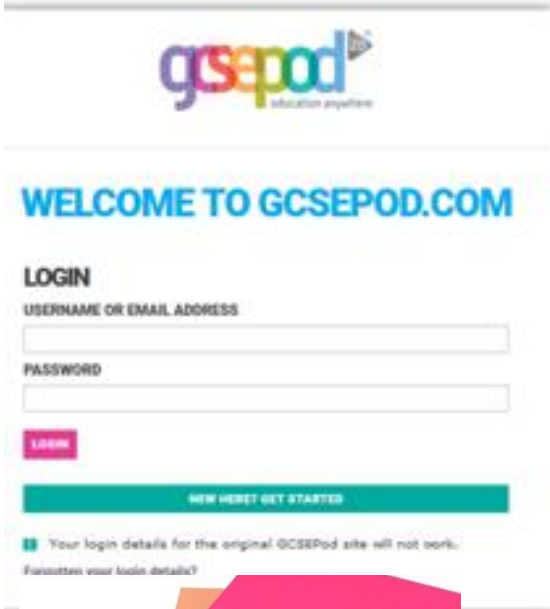 gcsepod
education anywhere
WELCOME TO GCSEPOD.COM
LOGIN
USERNAME OR EMAIL ADDRESS
PASSWORD
LOGIN
NEW HERE? GET STARTED
Your login details for the original GCSEPod site will not work.
Forgotten your login details?